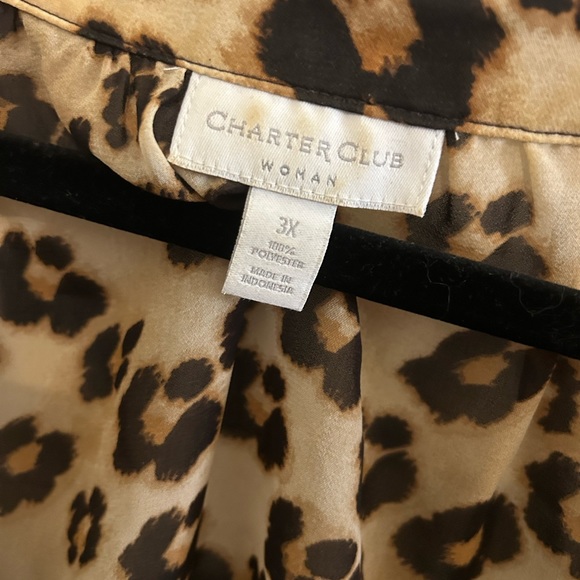 CHARTER CLUB
WOMAN
3X
100%
POLYESTER
MADE IN
INDONESIA